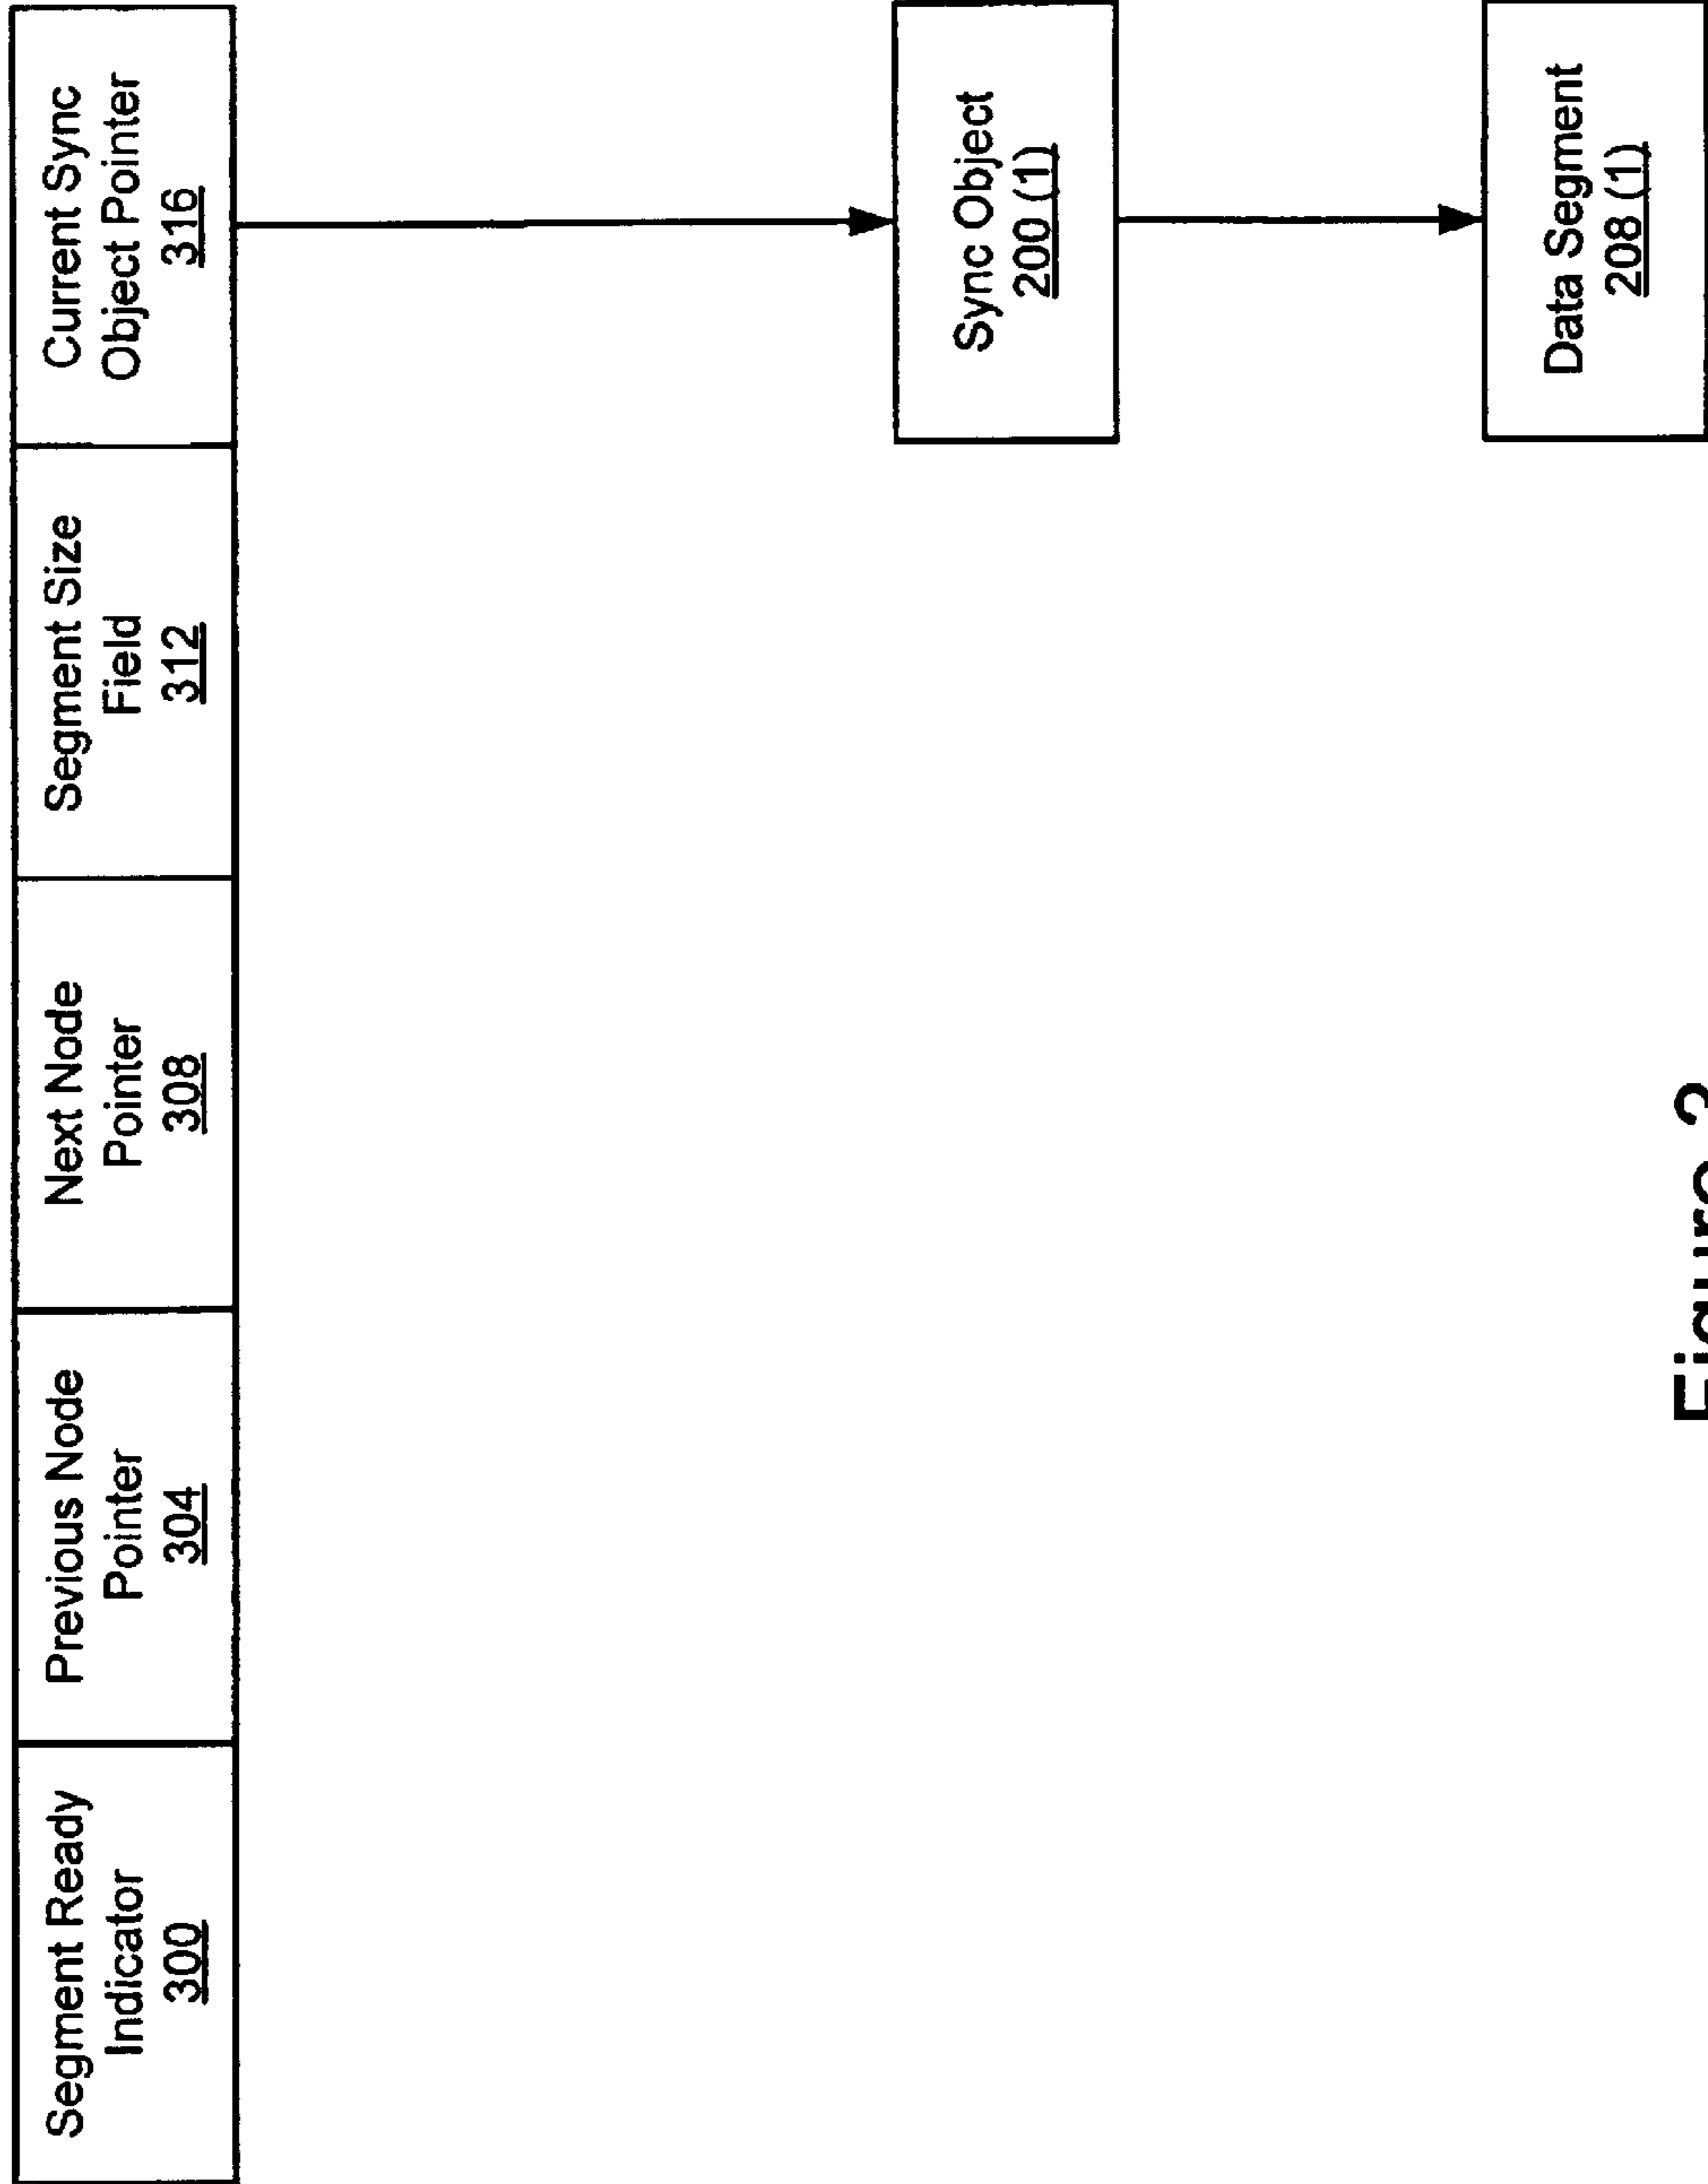 Segment Ready
Indicator
300
Previous Node
Pointer
304
Next Node
Pointer
308
Segment Size
Field
312
Current Sync
Object Pointer
316
Sync Object
200 (1)
Data Segment
208 (1)
Figure